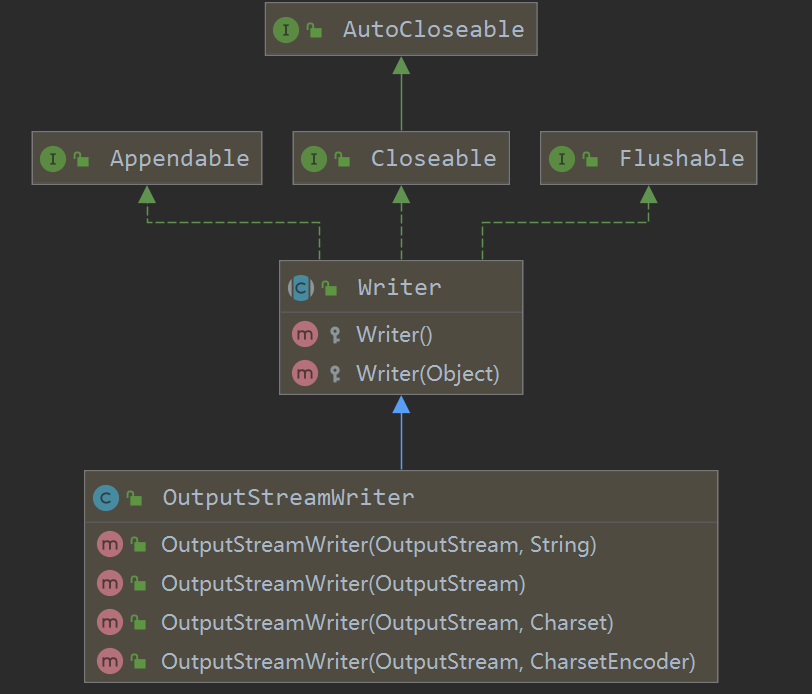 I AutoCloseable
I Appendable
I Closeable
I Flushable
C Writer
m Writer()
m Writer(Object)
C OutputStreamWriter
m OutputStreamWriter(OutputStream, String)
m OutputStreamWriter(OutputStream)
m OutputStreamWriter(OutputStream, Charset)
m OutputStreamWriter(OutputStream, CharsetEncoder)